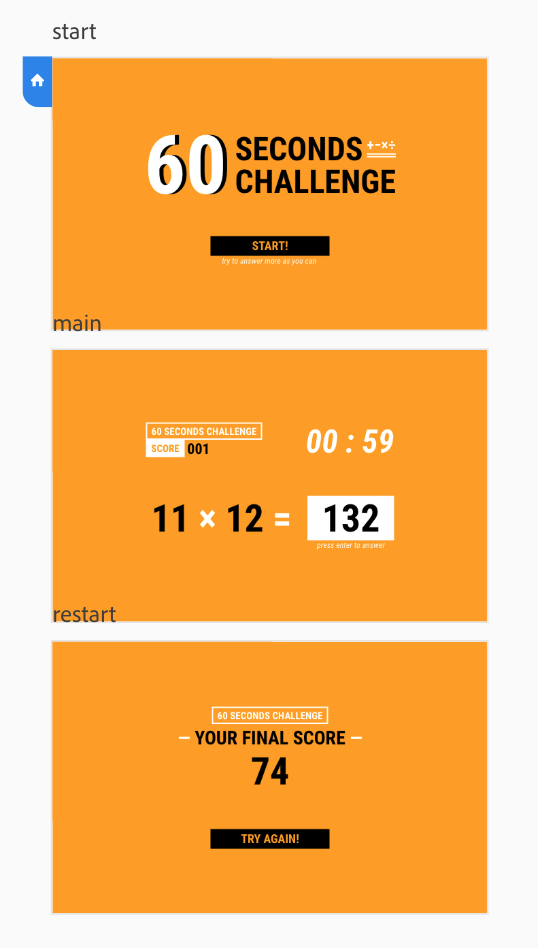 start
60 SECONDS +-×÷
CHALLENGE
START!
try to answer more as you can
main
60 SECONDS CHALLENGE
SCORE 001
00 : 59
11 × 12 = 132
press enter to answer
restart
60 SECONDS CHALLENGE
– YOUR FINAL SCORE –
74
TRY AGAIN!